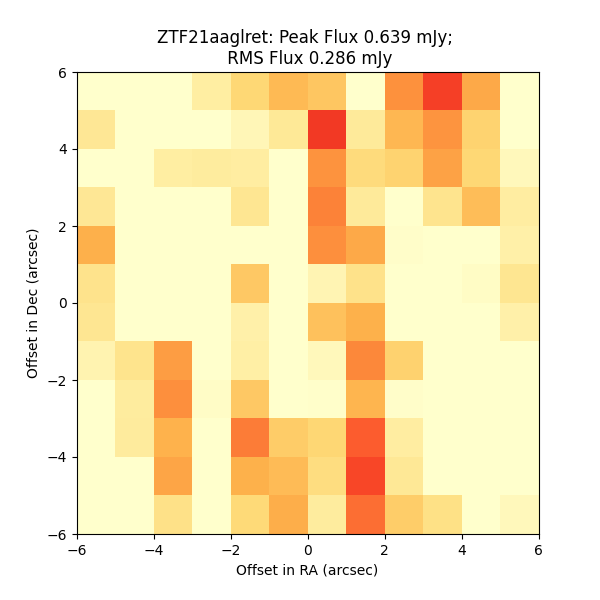 ZTF21aaglret: Peak Flux 0.639 mJy;
RMS Flux 0.286 mJy
6
4
2
0
−2
−4
−6
Offset in Dec (arcsec)
−6 −4 −2 0 2 4 6
Offset in RA (arcsec)